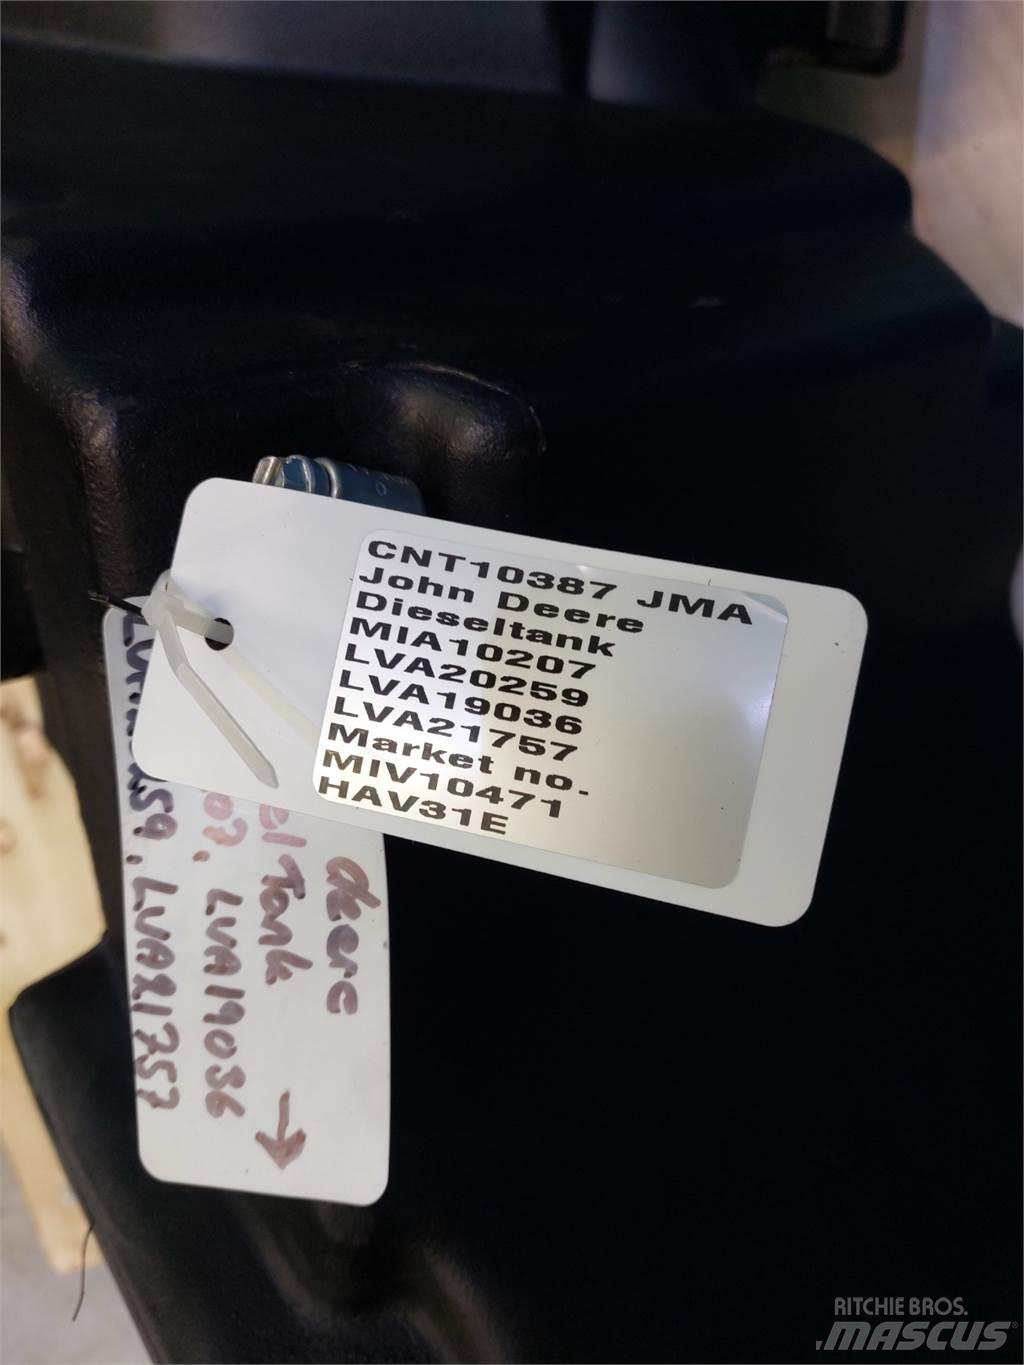 CNT10387 JMA
John Deere
Dieseltank
MIA10207
LVA20259
LVA19036
LVA21757
Market no.
MIV10471
HAV31E
deere
Tank
LVA19036
LVA21757
RITCHIE BROS.
MASCUS